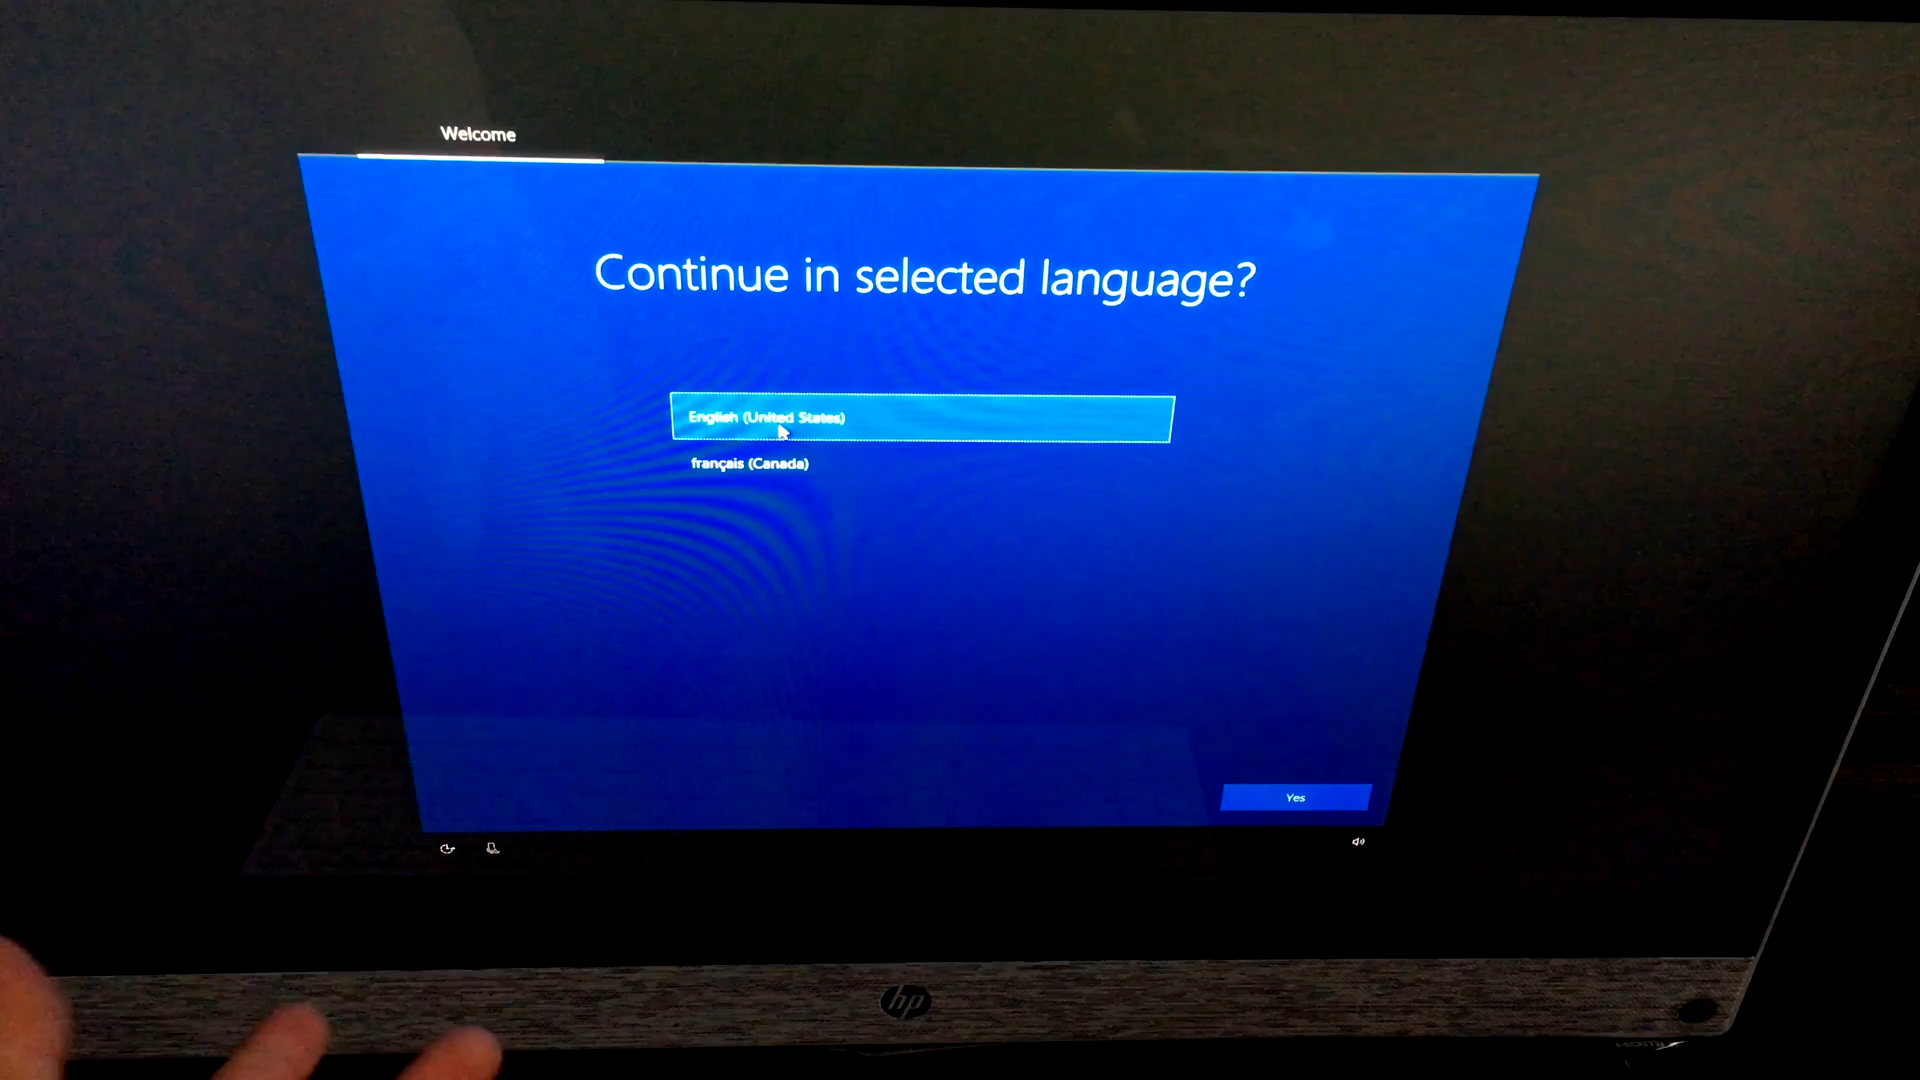 Welcome
Continue in selected language?
English (United States)
français (Canada)
Yes
hp